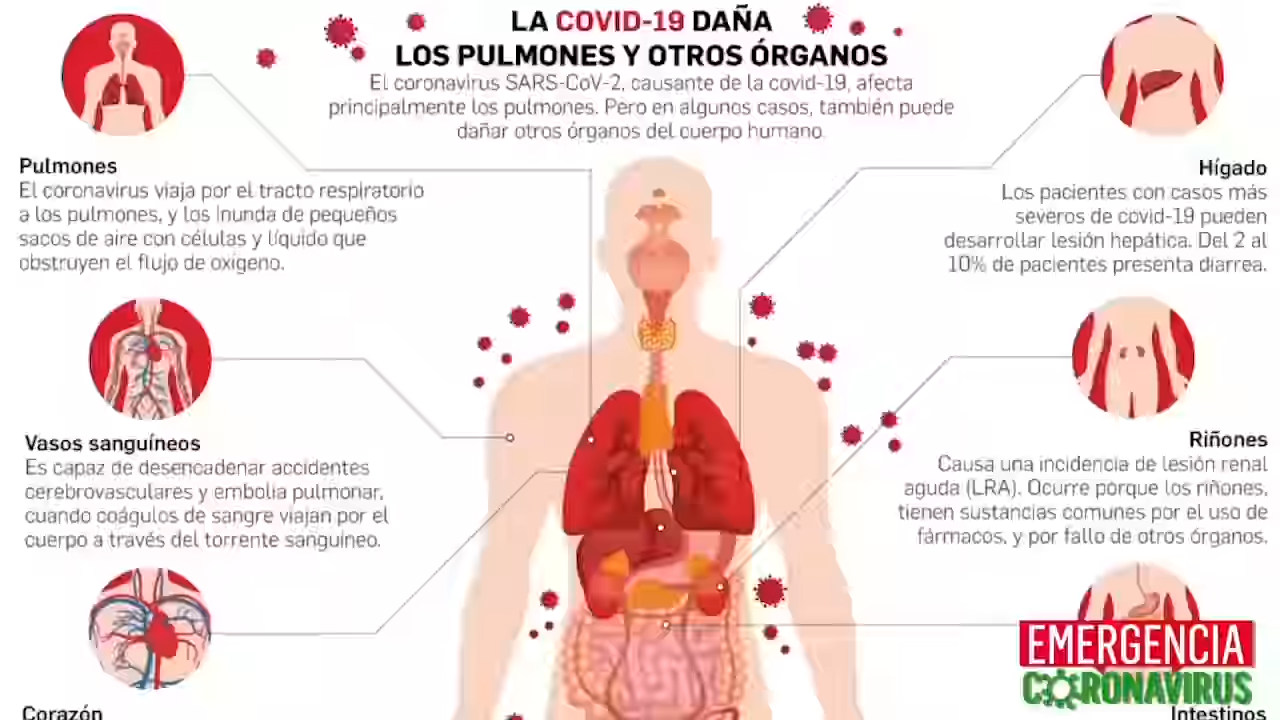 LA COVID-19 DAÑA
LOS PULMONES Y OTROS ÓRGANOS
El coronavirus SARS-CoV-2, causante de la covid-19, afecta
principalmente los pulmones. Pero en algunos casos, también puede
dañar otros órganos del cuerpo humano.
Pulmones
El coronavirus viaja por el tracto respiratorio
a los pulmones, y los inunda de pequeños
sacos de aire con células y líquido que
obstruyen el flujo de oxígeno.
Vasos sanguíneos
Es capaz de desencadenar accidentes
cerebrovasculares y embolia pulmonar,
cuando coágulos de sangre viajan por el
cuerpo a través del torrente sanguíneo.
Corazón
Hígado
Los pacientes con casos más
severos de covid-19 pueden
desarrollar lesión hepática. Del 2 al
10% de pacientes presenta diarrea.
Riñones
Causa una incidencia de lesión renal
aguda (LRA). Ocurre porque los riñones,
tienen sustancias comunes por el uso de
fármacos, y por fallo de otros órganos.
EMERGENCIA
CORONAVIRUS
Intestinos